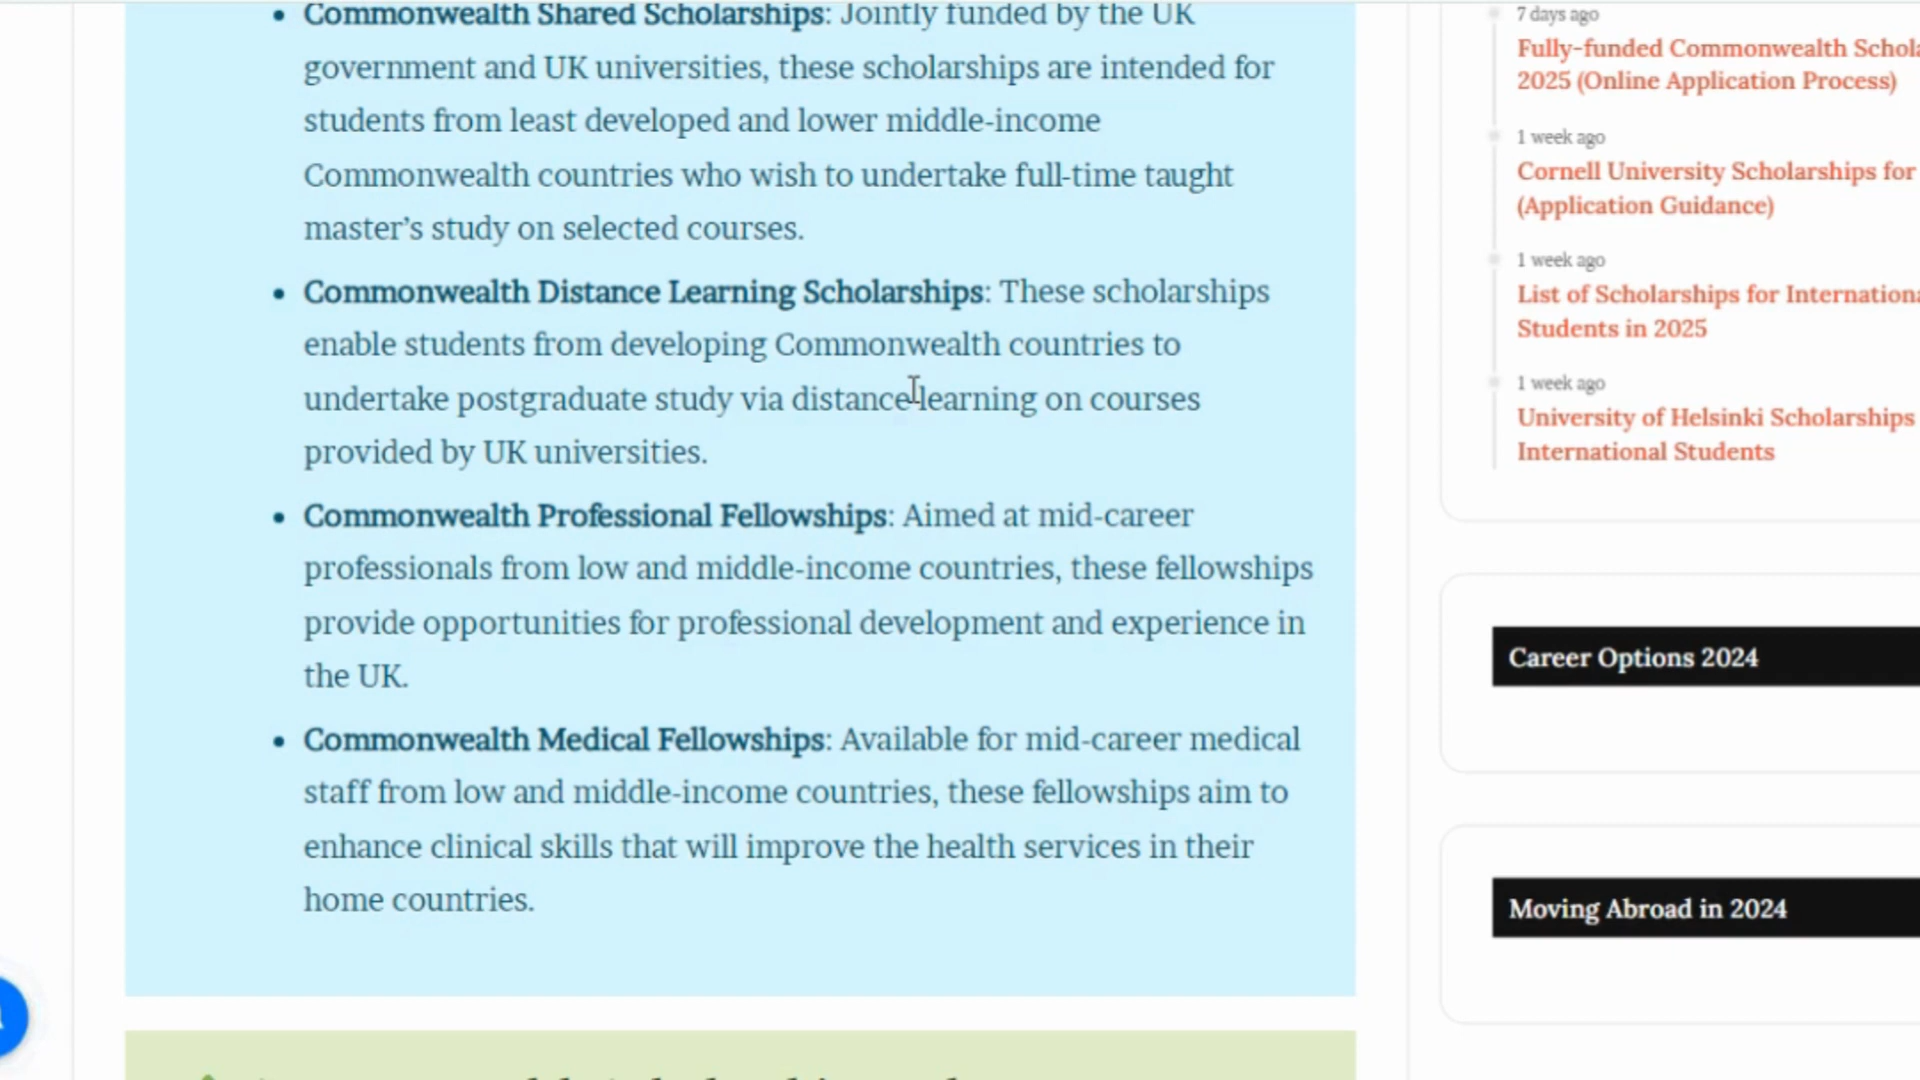 Commonwealth Shared Scholarships: Jointly funded by the UK
government and UK universities, these scholarships are intended for
students from least developed and lower middle-income
Commonwealth countries who wish to undertake full-time taught
master’s study on selected courses.
Commonwealth Distance Learning Scholarships: These scholarships
enable students from developing Commonwealth countries to
undertake postgraduate study via distance learning on courses
provided by UK universities.
Commonwealth Professional Fellowships: Aimed at mid-career
professionals from low and middle-income countries, these fellowships
provide opportunities for professional development and experience in
the UK.
Commonwealth Medical Fellowships: Available for mid-career medical
staff from low and middle-income countries, these fellowships aim to
enhance clinical skills that will improve the health services in their
home countries.
7 days ago
Fully-funded Commonwealth
2025 (Online Application Process)
1 week ago
Cornell University Scholarships for
(Application Guidance)
1 week ago
List of Scholarships for
Students in 2025
1 week ago
University of Helsinki Scholarships
International Students
Career Options 2024
Moving Abroad in 2024